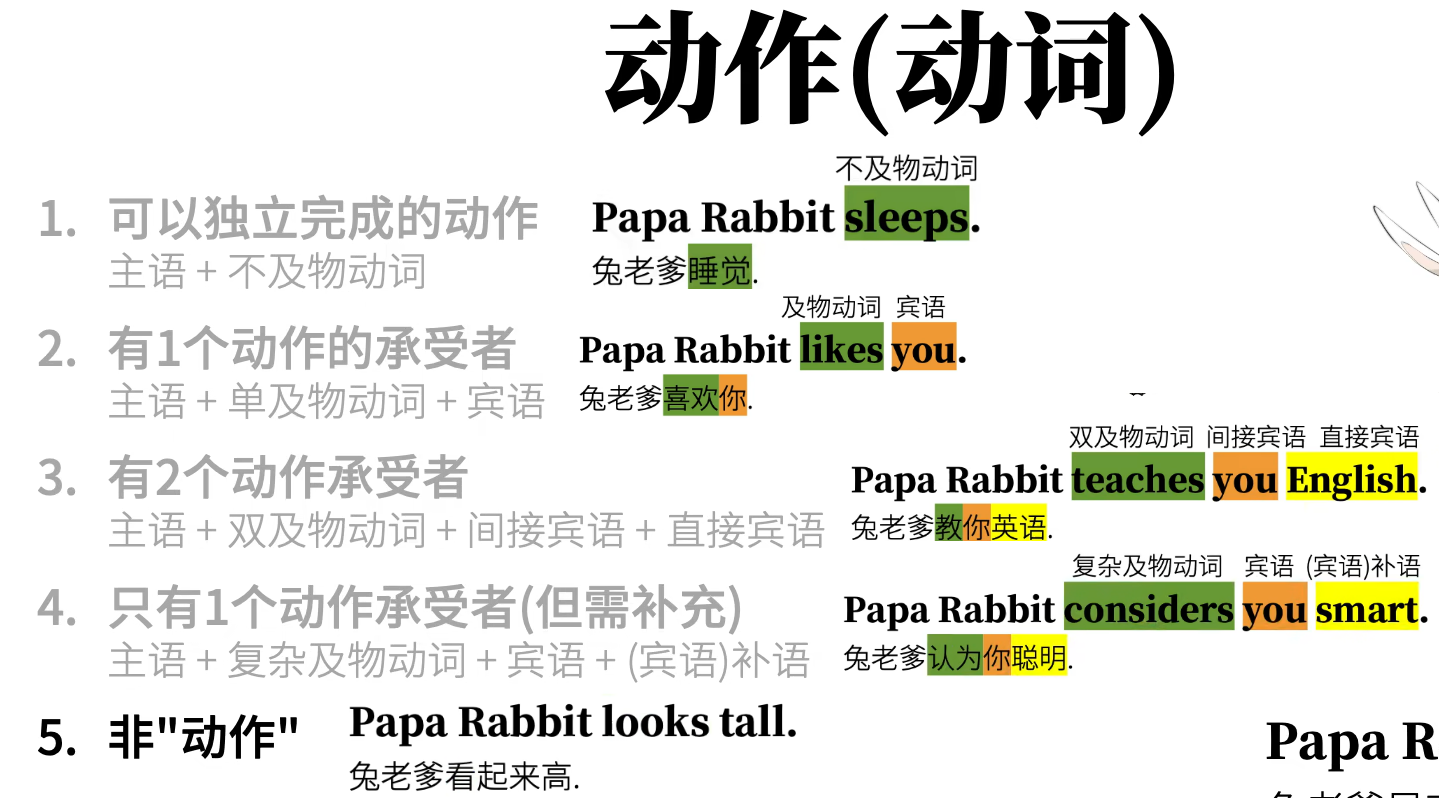 动作(动词)
不及物动词
1. 可以独立完成的动作 Papa Rabbit sleeps.
主语 + 不及物动词 兔老爹睡觉.
及物动词 宾语
2. 有1个动作的承受者 Papa Rabbit likes you.
主语 + 单及物动词 + 宾语 兔老爹喜欢你.
双及物动词 间接宾语 直接宾语
3. 有2个动作承受者 Papa Rabbit teaches you English.
主语 + 双及物动词 + 间接宾语 + 直接宾语 兔老爹教你英语.
复杂及物动词 宾语 (宾语)补语
4. 只有1个动作承受者(但需补充) Papa Rabbit considers you smart.
主语 + 复杂及物动词 + 宾语 + (宾语)补语 兔老爹认为你聪明.
5. 非"动作" Papa Rabbit looks tall. Papa R
兔老爹看起来高.